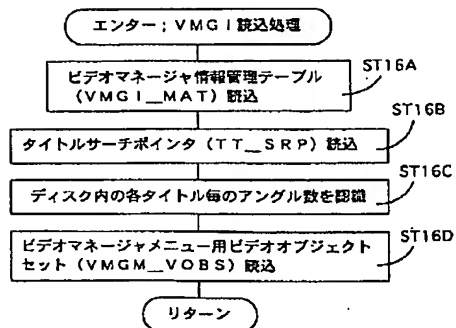 エンター；VMGI読込処理
ST16A
ビデオマネージャ情報管理テーブル
（VMGI＿MAT）読込
ST16B
タイトルサーチポインタ（TT＿SRP）読込
ST16C
ディスク内の各タイトル毎のアングル数を認識
ST16D
ビデオマネージャメニュー用ビデオオブジェクト
セット（VMGM＿VOBS）読込
リターン